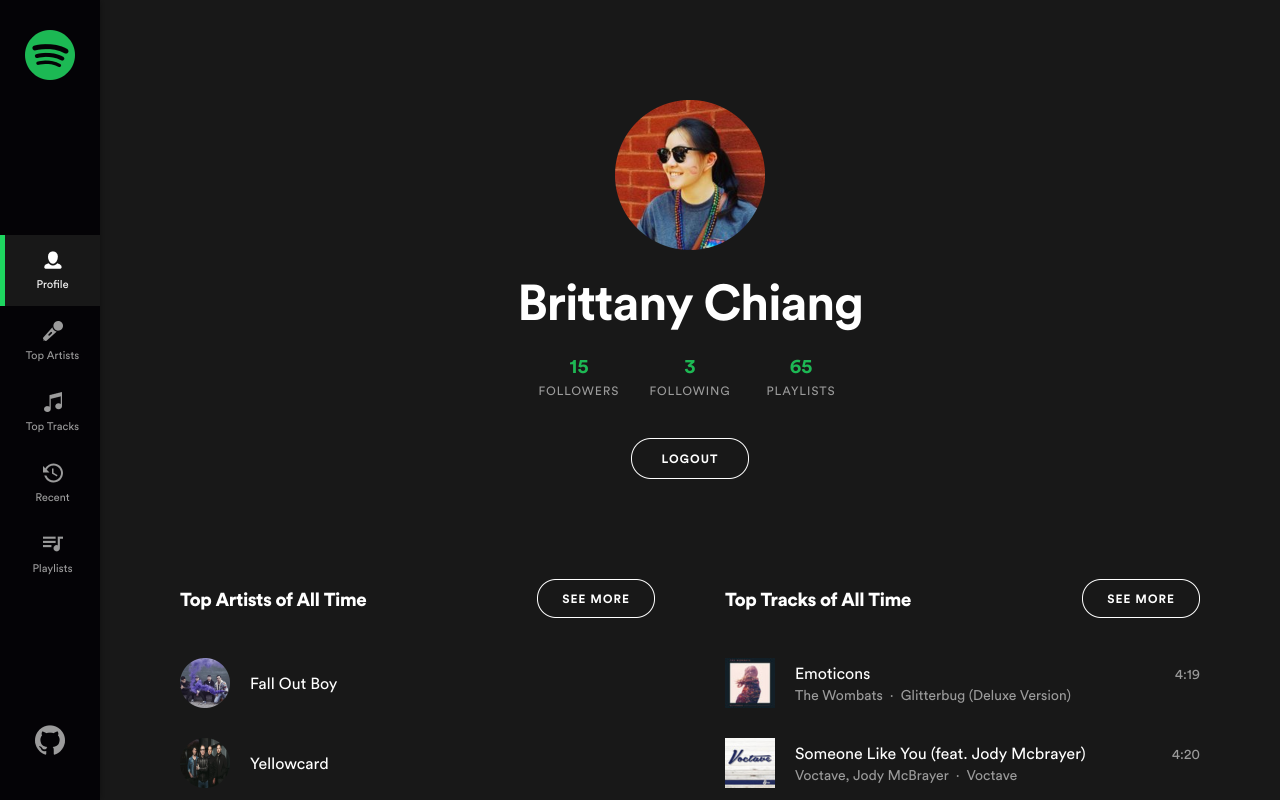 Profile
Top Artists
Top Tracks
Recent
Playlists
Brittany Chiang
15 3 65
FOLLOWERS FOLLOWING PLAYLISTS
LOGOUT
Top Artists of All Time
SEE MORE
Fall Out Boy
Yellowcard
Top Tracks of All Time
SEE MORE
Emoticons 4:19
The Wombats · Glitterbug (Deluxe Version)
Voctave
Someone Like You (feat. Jody Mcbrayer) 4:20
Voctave, Jody McBrayer · Voctave